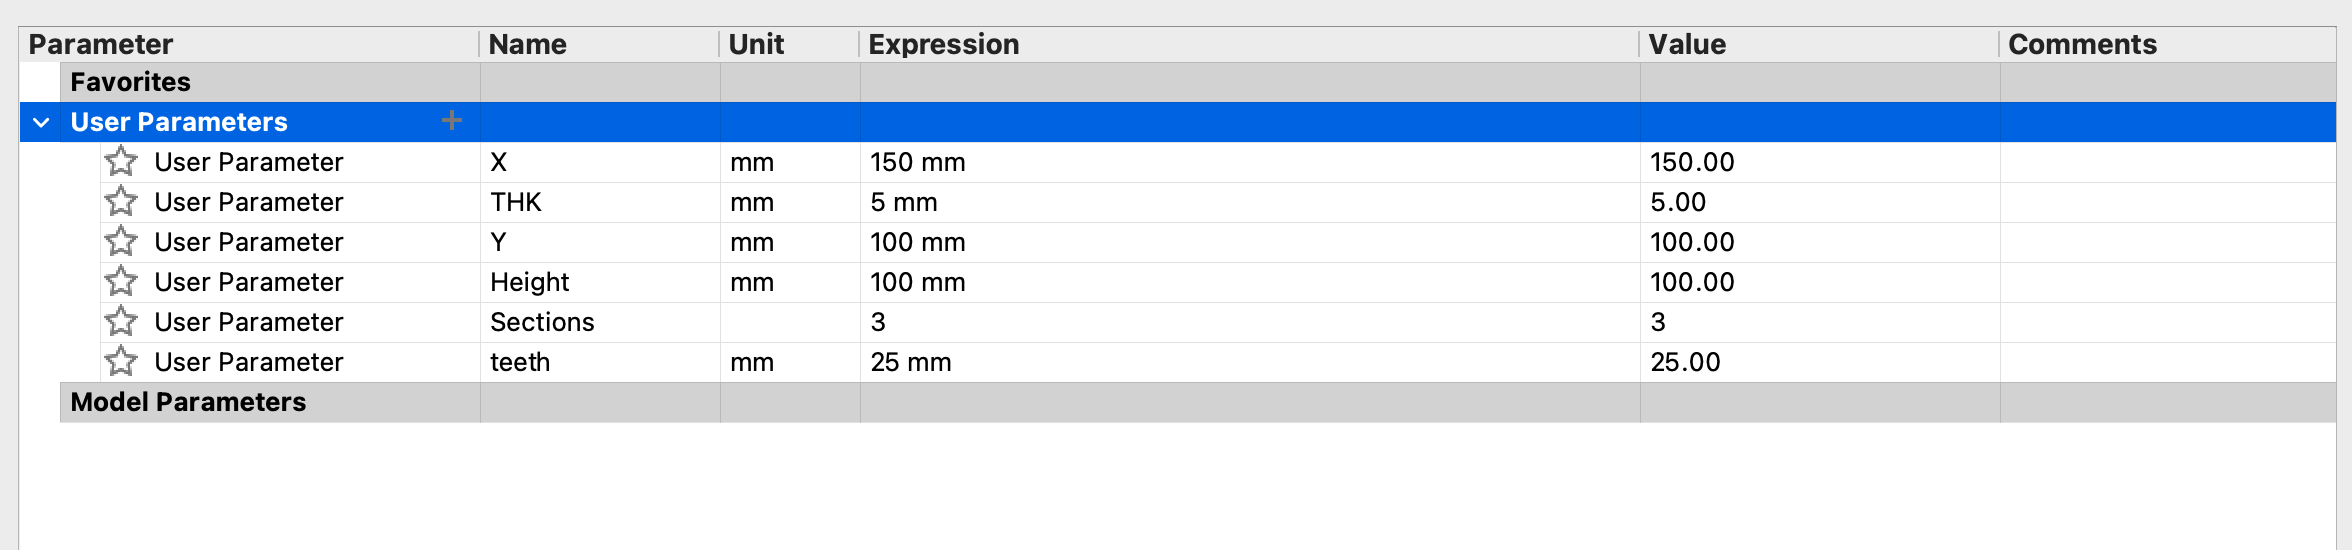 Parameter Name Unit Expression Value Comments
Favorites
User Parameters +
User Parameter X mm 150 mm 150.00
User Parameter THK mm 5 mm 5.00
User Parameter Y mm 100 mm 100.00
User Parameter Height mm 100 mm 100.00
User Parameter Sections 3 3
User Parameter teeth mm 25 mm 25.00
Model Parameters